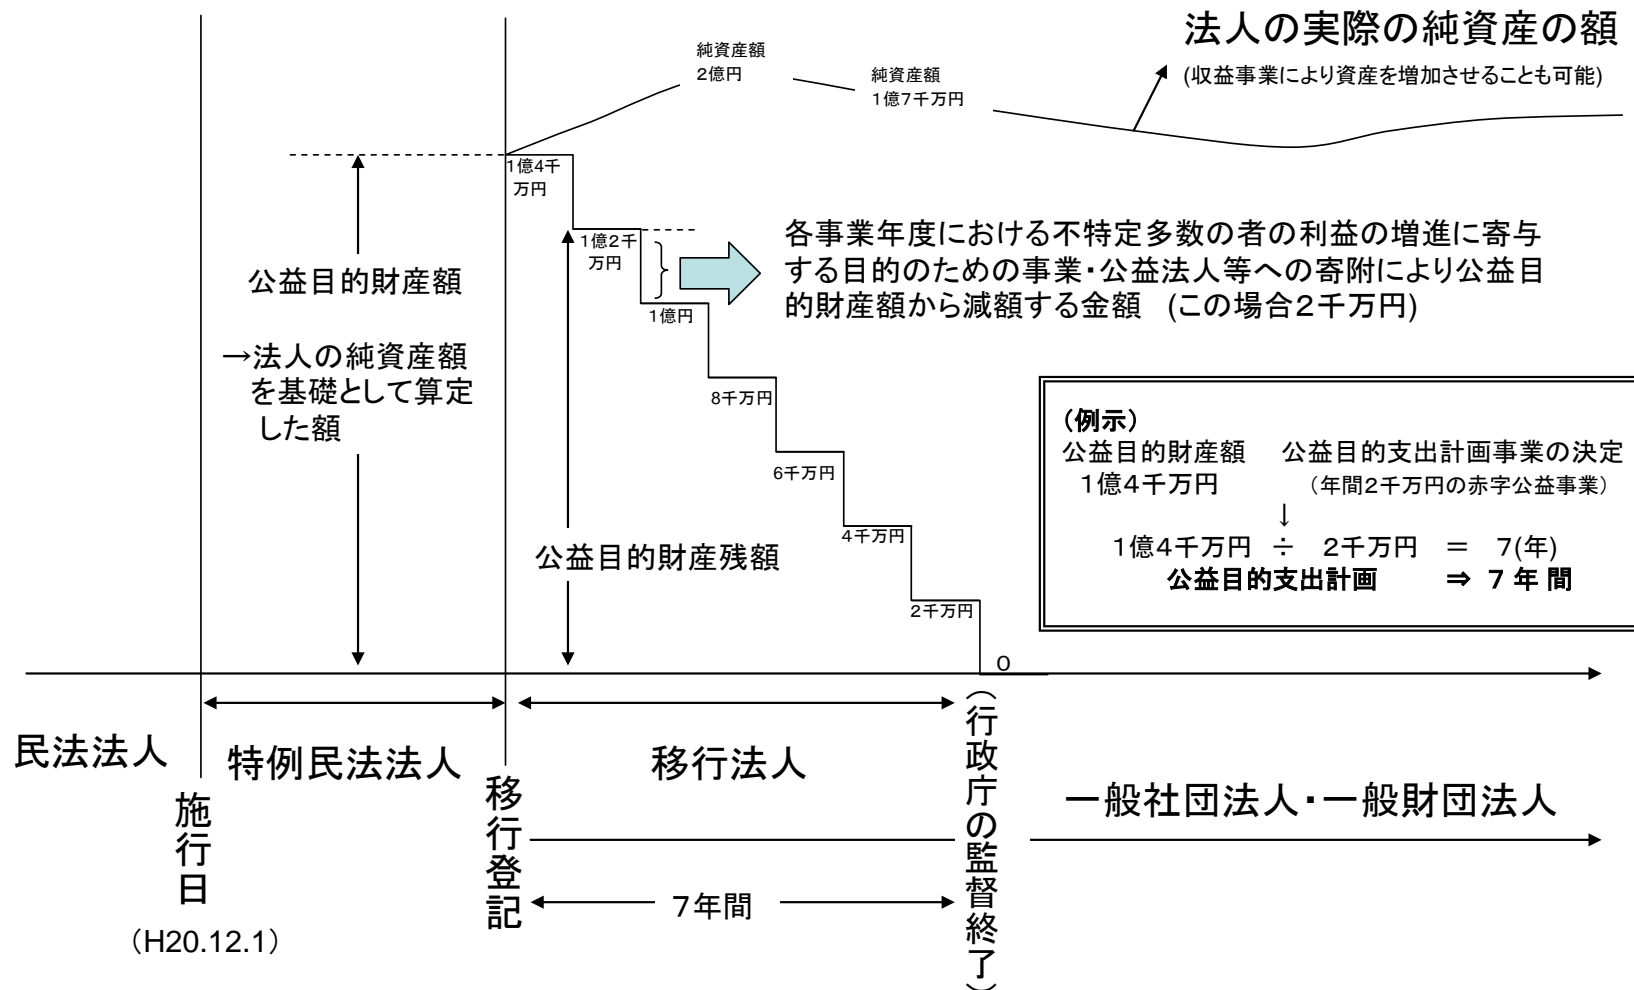 法人の実際の純資産の額
(収益事業により資産を増加させることも可能)
純資産額
2億円
純資産額
1億7千万円
1億4千
万円
1億2千
万円
1億円
8千万円
6千万円
4千万円
2千万円
0
各事業年度における不特定多数の者の利益の増進に寄与
する目的のための事業・公益法人等への寄附により公益目
的財産額から減額する金額 (この場合2千万円)
公益目的財産額
→法人の純資産額
を基礎として算定
した額
公益目的財産残額
(例示)
公益目的財産額 公益目的支出計画事業の決定
1億4千万円 (年間2千万円の赤字公益事業)
↓
1億4千万円 ÷ 2千万円 = 7(年)
公益目的支出計画 ⇒ 7年間
民法法人
特例民法法人
移行法人
一般社団法人・一般財団法人
施行日
(H20.12.1)
移行登記
7年間
(行政庁の監督終了)